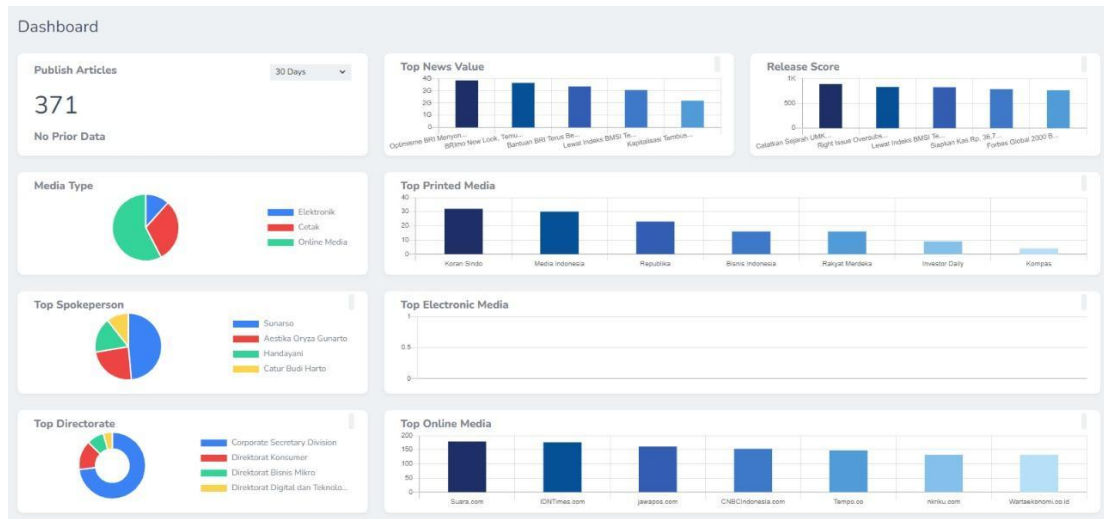 Dashboard
Publish Articles
30 Days
371
No Prior Data
Top News Value
40
30
20
10
0
Optimisme BRI Menyon...
BRImo New Look, Temu...
Bantuan BRI Terus Be...
Lewat Indeks BMSI Te...
Kapitalisasi Tembus...
Release Score
1K
500
0
Catatkan Sejarah UMK...
Right Issue Oversubs...
Lewat Indeks BMSI Te...
Siapkan Kas Rp. 36,7...
Forbes Global 2000 B...
Media Type
Elektronik
Cetak
Online Media
Top Printed Media
40
30
20
10
0
Koran Sindo
Media Indonesia
Republika
Bisnis Indonesia
Rakyat Merdeka
Investor Daily
Kompas
Top Spokeperson
Sunarso
Aestika Oryza Gunarto
Handayani
Catur Budi Harto
Top Electronic Media
1
0.5
0
Top Directorate
Corporate Secretary Division
Direktorat Konsumer
Direktorat Bisnis Mikro
Direktorat Digital dan Teknolo...
Top Online Media
200
150
100
50
0
Suara.com
IDNTimes.com
jawapos.com
CNBCIndonesia.com
Tempo.co
Wartaekonomi.co.id